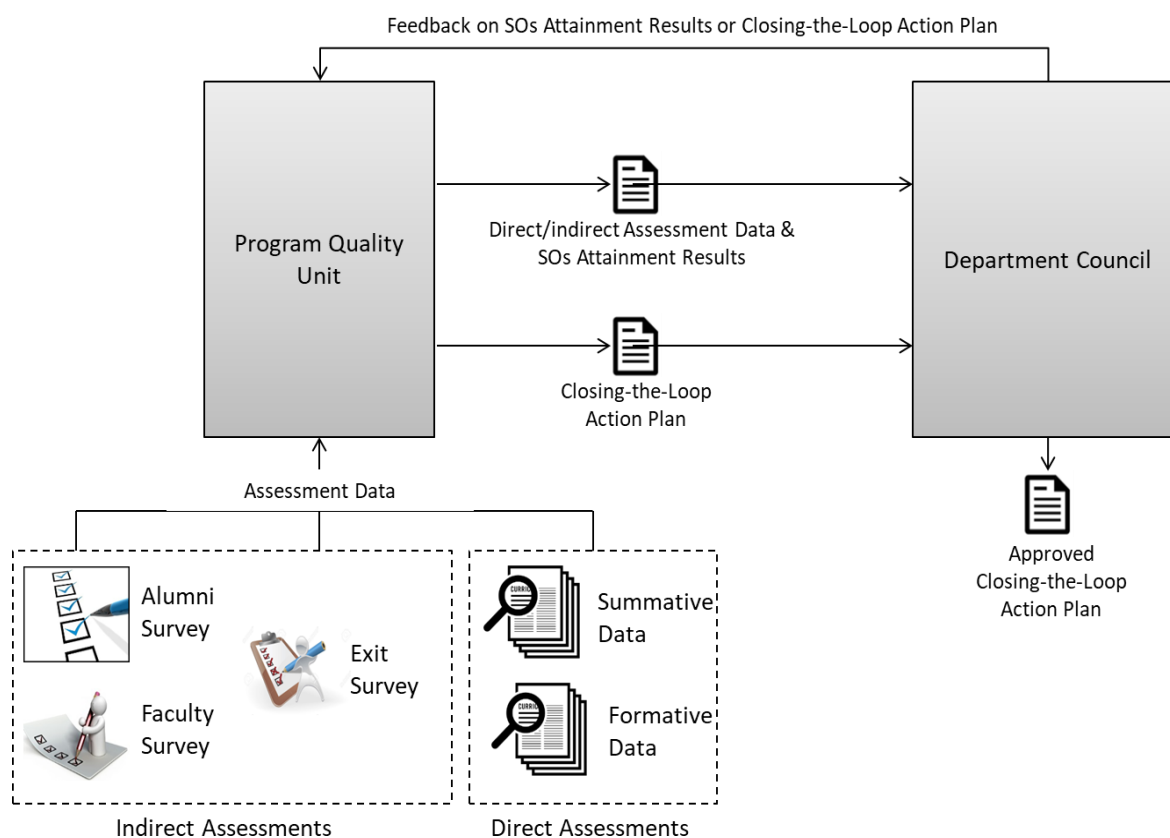 Feedback on SOs Attainment Results or Closing-the-Loop Action Plan
Program Quality
Unit
Direct/indirect Assessment Data &
SOs Attainment Results
Department Council
Closing-the-Loop
Action Plan
Assessment Data
Approved
Closing-the-Loop
Action Plan
Alumni
Survey
Exit
Survey
Faculty
Survey
CURRIC
Summative
Data
CURRIC
Formative
Data
Indirect Assessments
Direct Assessments